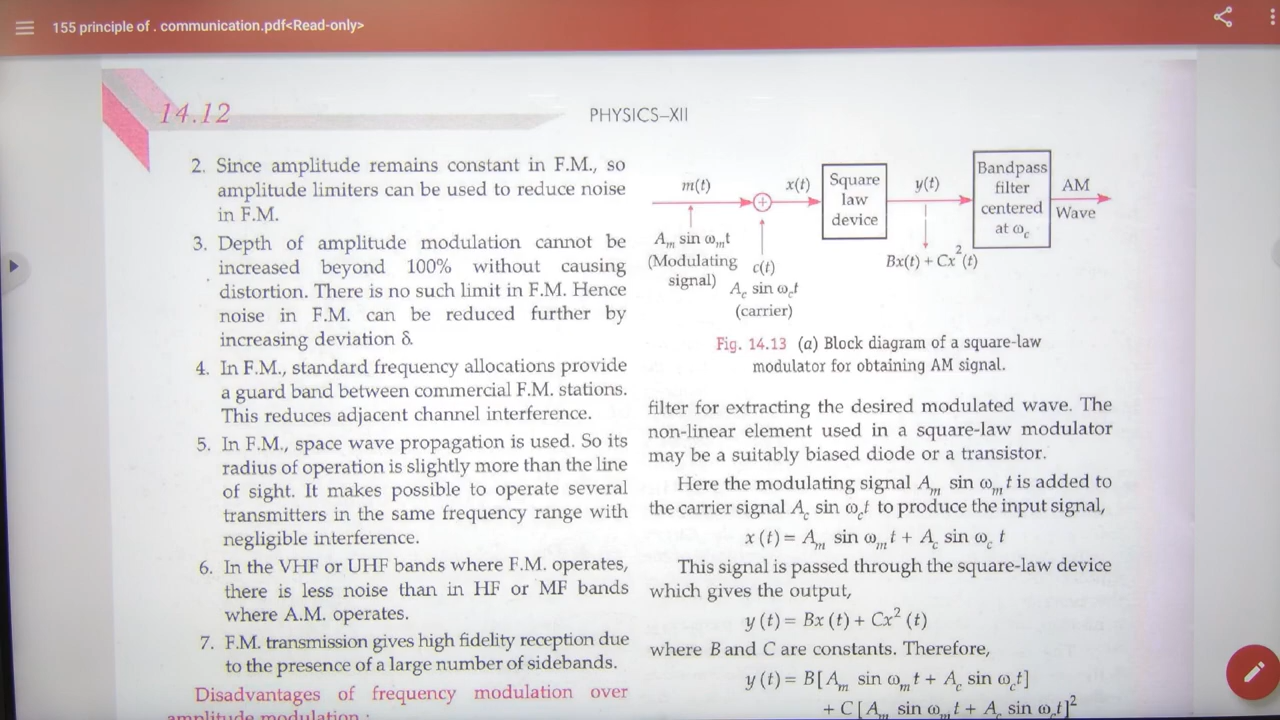 155 principle of . communication.pdf<Read-only>
14.12
PHYSICS–XII
2. Since amplitude remains constant in F.M., so
amplitude limiters can be used to reduce noise
in F.M.
3. Depth of amplitude modulation cannot be
increased beyond 100% without causing
distortion. There is no such limit in F.M. Hence
noise in F.M. can be reduced further by
increasing deviation δ.
4. In F.M., standard frequency allocations provide
a guard band between commercial F.M. stations.
This reduces adjacent channel interference.
5. In F.M., space wave propagation is used. So its
radius of operation is slightly more than the line
of sight. It makes possible to operate several
transmitters in the same frequency range with
negligible interference.
6. In the VHF or UHF bands where F.M. operates,
there is less noise than in HF or MF bands
where A.M. operates.
7. F.M. transmission gives high fidelity reception due
to the presence of a large number of sidebands.
Disadvantages of frequency modulation over
amplitude modulation :
m(t)
x(t)
Square
law
device
y(t)
Bandpass
filter
centered
at ω_c
AM
Wave
A_m sin ω_m t
(Modulating
signal)
c(t)
A_c sin ω_c t
(carrier)
Bx(t) + Cx²(t)
Fig. 14.13 (a) Block diagram of a square-law
modulator for obtaining AM signal.
filter for extracting the desired modulated wave. The
non-linear element used in a square-law modulator
may be a suitably biased diode or a transistor.
Here the modulating signal A_m sin ω_m t is added to
the carrier signal A_c sin ω_c t to produce the input signal,
x (t) = A_m sin ω_m t + A_c sin ω_c t
This signal is passed through the square-law device
which gives the output,
y (t) = Bx (t) + Cx² (t)
where B and C are constants. Therefore,
y (t) = B[A_m sin ω_m t + A_c sin ω_c t]
+ C[A_m sin ω_m t + A_c sin ω_c t]²